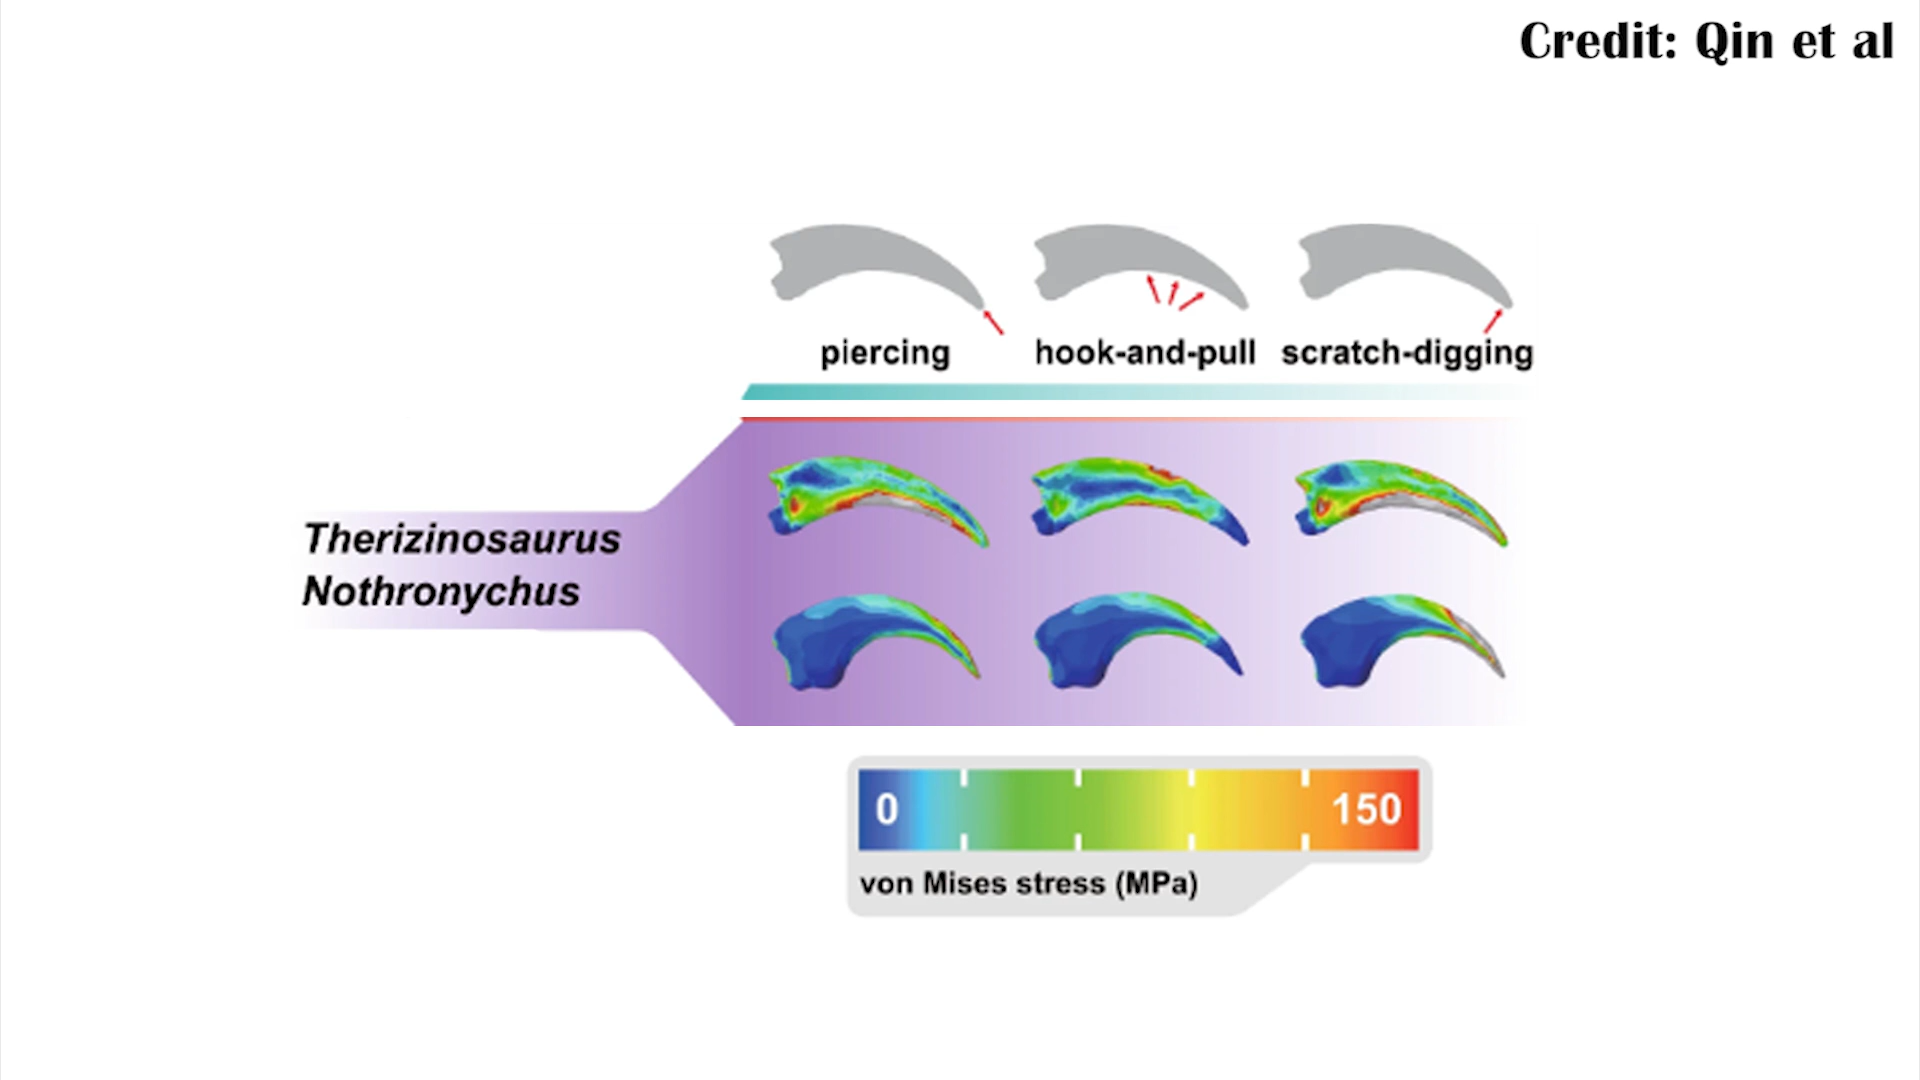 Credit: Qin et al
piercing hook-and-pull scratch-digging
Therizinosaurus
Nothronychus
0 150
von Mises stress (MPa)